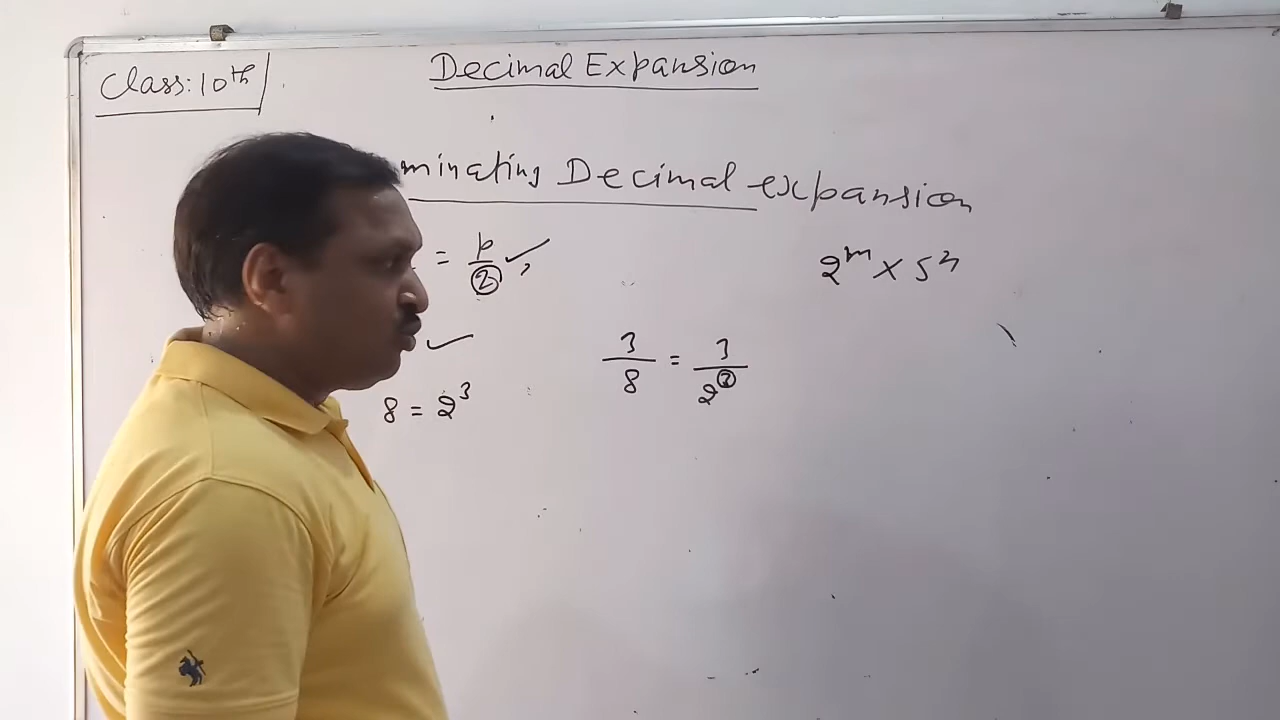 Class: 10th
Decimal Expansion
minating Decimal expansion
= p/2 ✓,
2^m × 5^n
✓
3/8 = 3/2^3
8 = 2^3